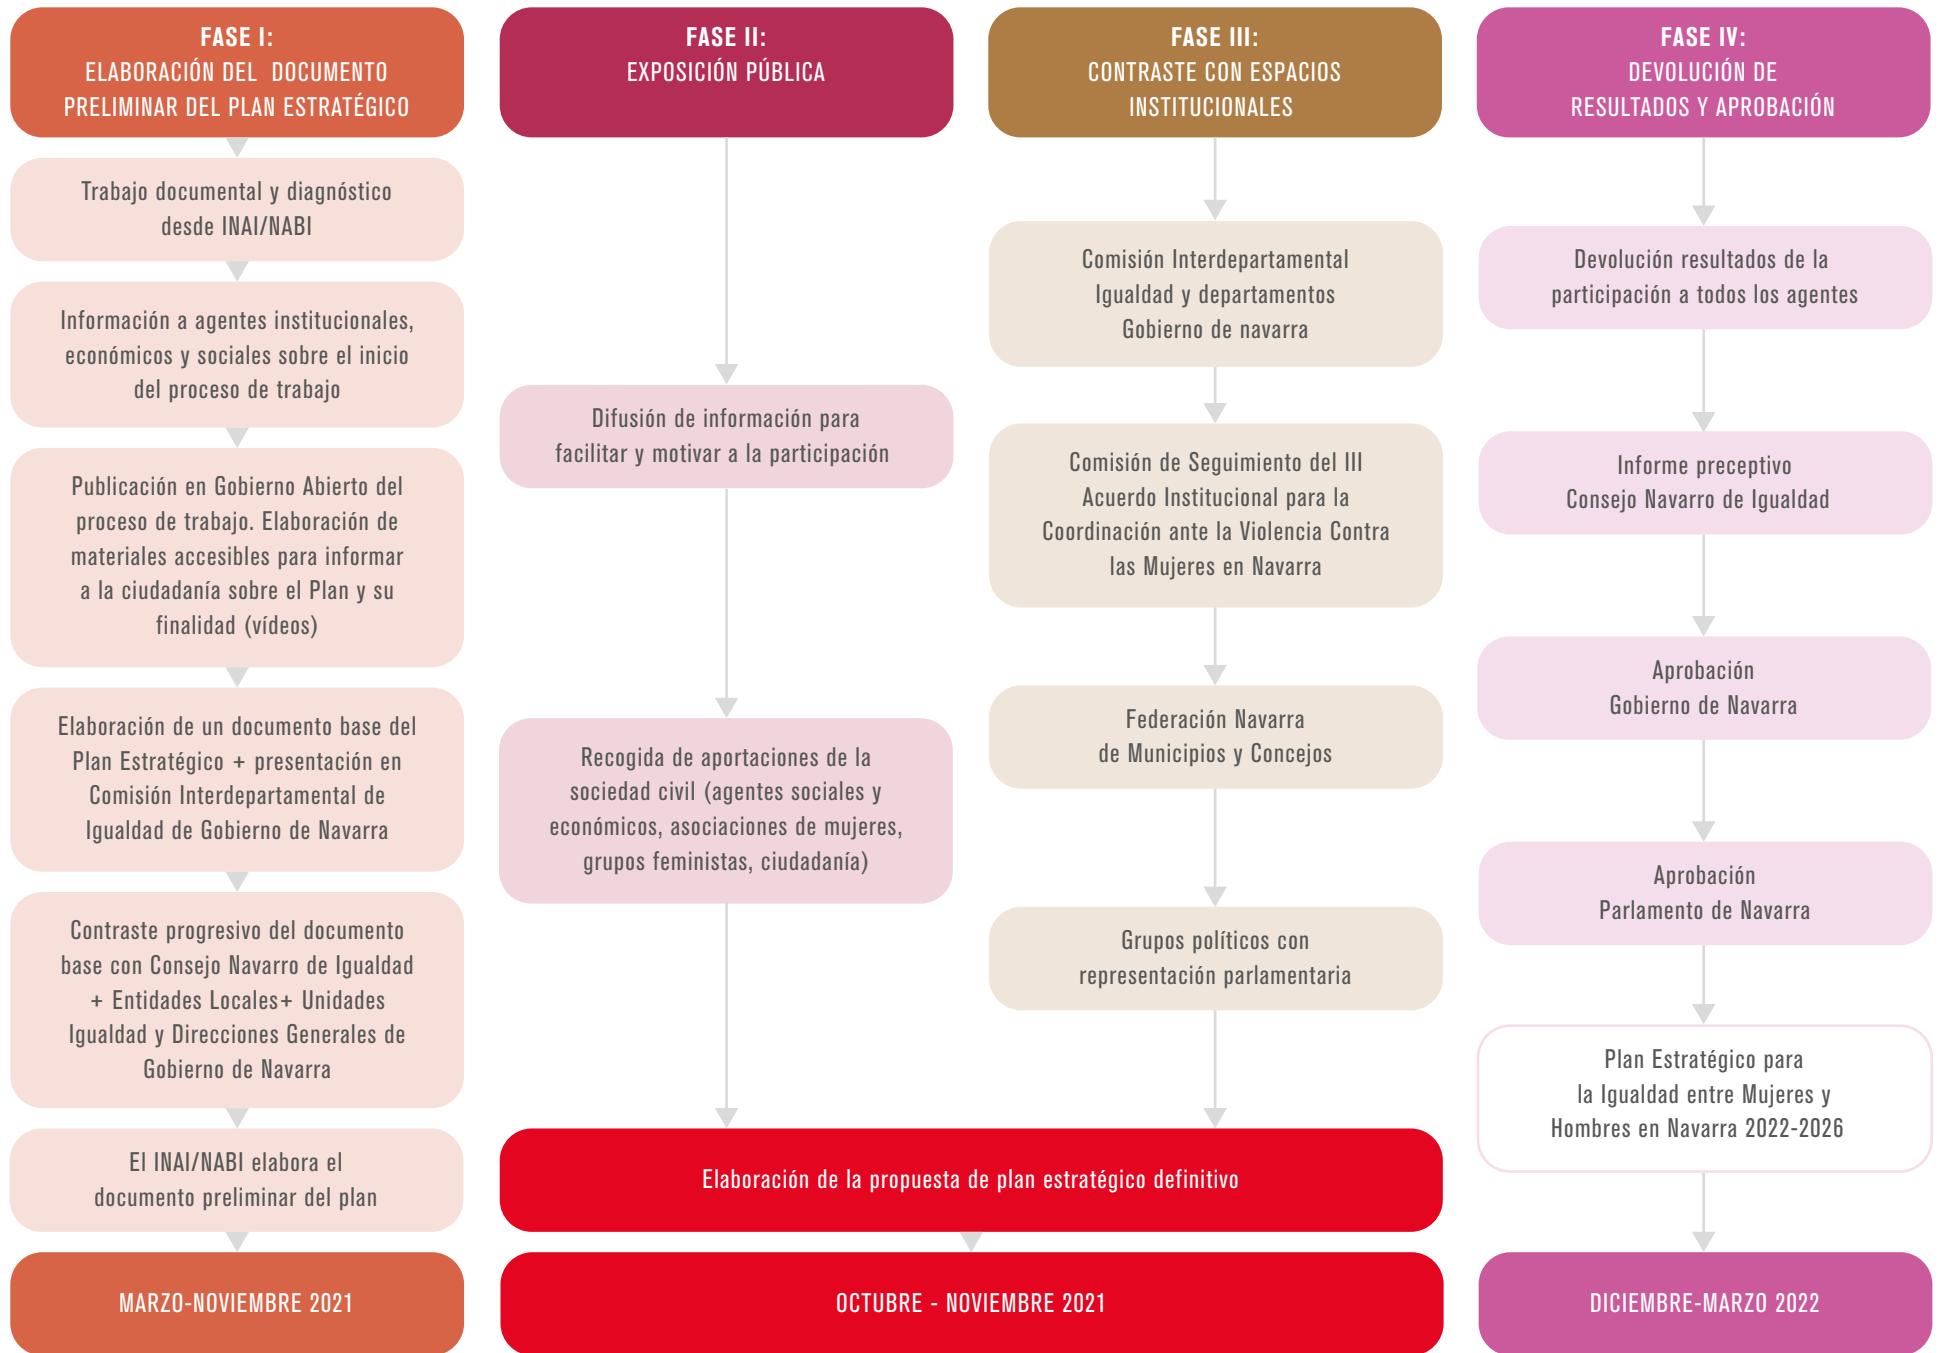 FASE I:
ELABORACIÓN DEL DOCUMENTO
PRELIMINAR DEL PLAN ESTRATÉGICO
Trabajo documental y diagnóstico
desde INAI/NABI
Información a agentes institucionales,
económicos y sociales sobre el inicio
del proceso de trabajo
Publicación en Gobierno Abierto del
proceso de trabajo. Elaboración de
materiales accesibles para informar
a la ciudadanía sobre el Plan y su
finalidad (vídeos)
Elaboración de un documento base del
Plan Estratégico + presentación en
Comisión Interdepartamental de
Igualdad de Gobierno de Navarra
Contraste progresivo del documento
base con Consejo Navarro de Igualdad
+ Entidades Locales+ Unidades
Igualdad y Direcciones Generales de
Gobierno de Navarra
El INAI/NABI elabora el
documento preliminar del plan
MARZO-NOVIEMBRE 2021
FASE II:
EXPOSICIÓN PÚBLICA
Difusión de información para
facilitar y motivar a la participación
Recogida de aportaciones de la
sociedad civil (agentes sociales y
económicos, asociaciones de mujeres,
grupos feministas, ciudadanía)
FASE III:
CONTRASTE CON ESPACIOS
INSTITUCIONALES
Comisión Interdepartamental
Igualdad y departamentos
Gobierno de navarra
Comisión de Seguimiento del III
Acuerdo Institucional para la
Coordinación ante la Violencia Contra
las Mujeres en Navarra
Federación Navarra
de Municipios y Concejos
Grupos políticos con
representación parlamentaria
Elaboración de la propuesta de plan estratégico definitivo
OCTUBRE - NOVIEMBRE 2021
FASE IV:
DEVOLUCIÓN DE
RESULTADOS Y APROBACIÓN
Devolución resultados de la
participación a todos los agentes
Informe preceptivo
Consejo Navarro de Igualdad
Aprobación
Gobierno de Navarra
Aprobación
Parlamento de Navarra
Plan Estratégico para
la Igualdad entre Mujeres y
Hombres en Navarra 2022-2026
DICIEMBRE-MARZO 2022